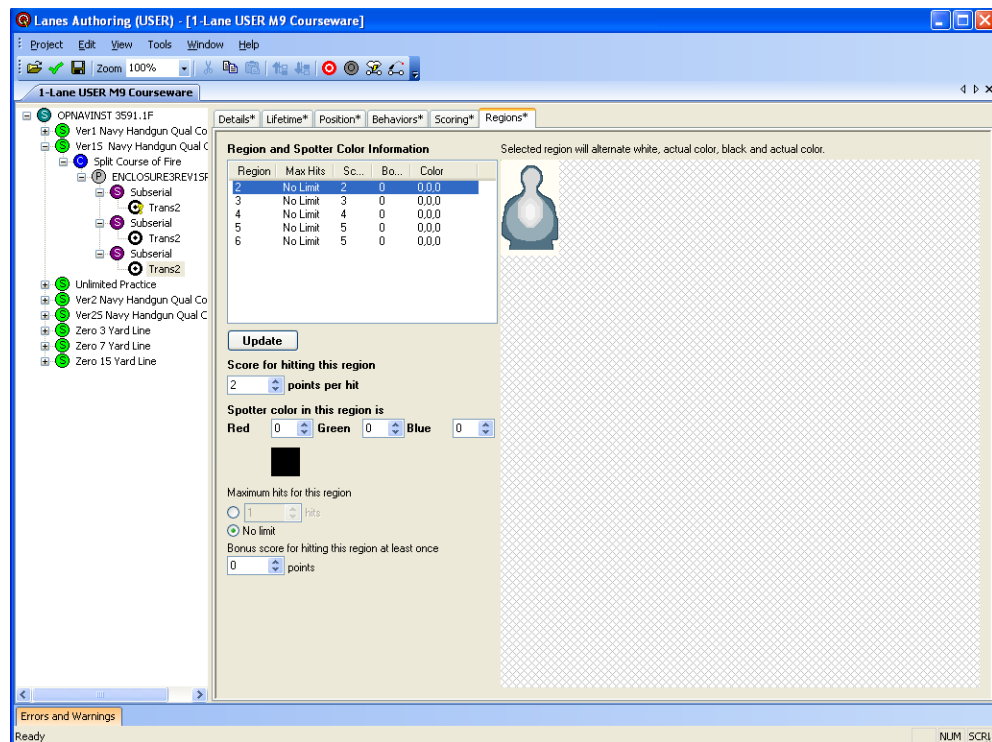 Lanes Authoring (USER) - [1-Lane USER M9 Courseware]
Project Edit View Tools Window Help
Zoom 100%
1-Lane USER M9 Courseware
OPNAVINST 3591.1F
Ver1 Navy Handgun Qual Co
Ver1S Navy Handgun Qual C
Split Course of Fire
ENCLOSURE3REV1SF
Subserial
Trans2
Subserial
Trans2
Subserial
Trans2
Unlimited Practice
Ver2 Navy Handgun Qual Co
Ver2S Navy Handgun Qual C
Zero 3 Yard Line
Zero 7 Yard Line
Zero 15 Yard Line
Details* Lifetime* Position* Behaviors* Scoring* Regions*
Region and Spotter Color Information
Selected region will alternate white, actual color, black and actual color.
Region Max Hits Sc... Bo... Color
2 No Limit 2 0 0,0,0
3 No Limit 3 0 0,0,0
4 No Limit 4 0 0,0,0
5 No Limit 5 0 0,0,0
6 No Limit 5 0 0,0,0
Update
Score for hitting this region
2 points per hit
Spotter color in this region is
Red 0 Green 0 Blue 0
Maximum hits for this region
1 hits
No limit
Bonus score for hitting this region at least once
0 points
Errors and Warnings
Ready NUM SCRL